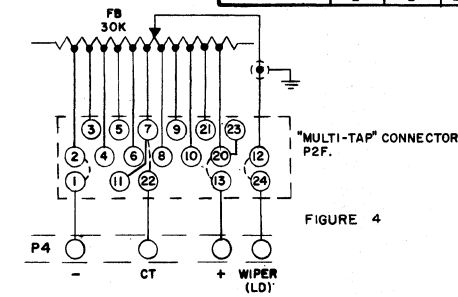 FB
30K
3 5 7 9 21 23
2 4 6 8 10 20 12
1 11 22 13 24
"MULTI-TAP" CONNECTOR
P2F.
FIGURE 4
P4
- CT + WIPER
(LD)